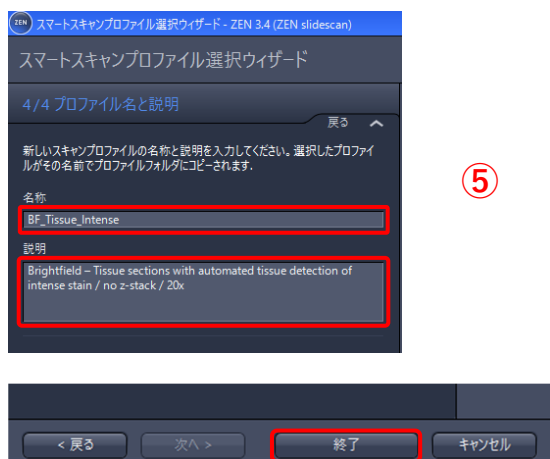 ZEN スマートスキャンプロファイル選択ウィザード - ZEN 3.4 (ZEN slidescan)
スマートスキャンプロファイル選択ウィザード
4/4 プロファイル名と説明
戻る
新しいスキャンプロファイルの名称と説明を入力してください。選択したプロファイ
ルがその名前でプロファイルフォルダにコピーされます.
⑤
名称
BF_Tissue_Intense
説明
Brightfield – Tissue sections with automated tissue detection of
intense stain / no z-stack / 20x
< 戻る 次へ > 終了 キャンセル